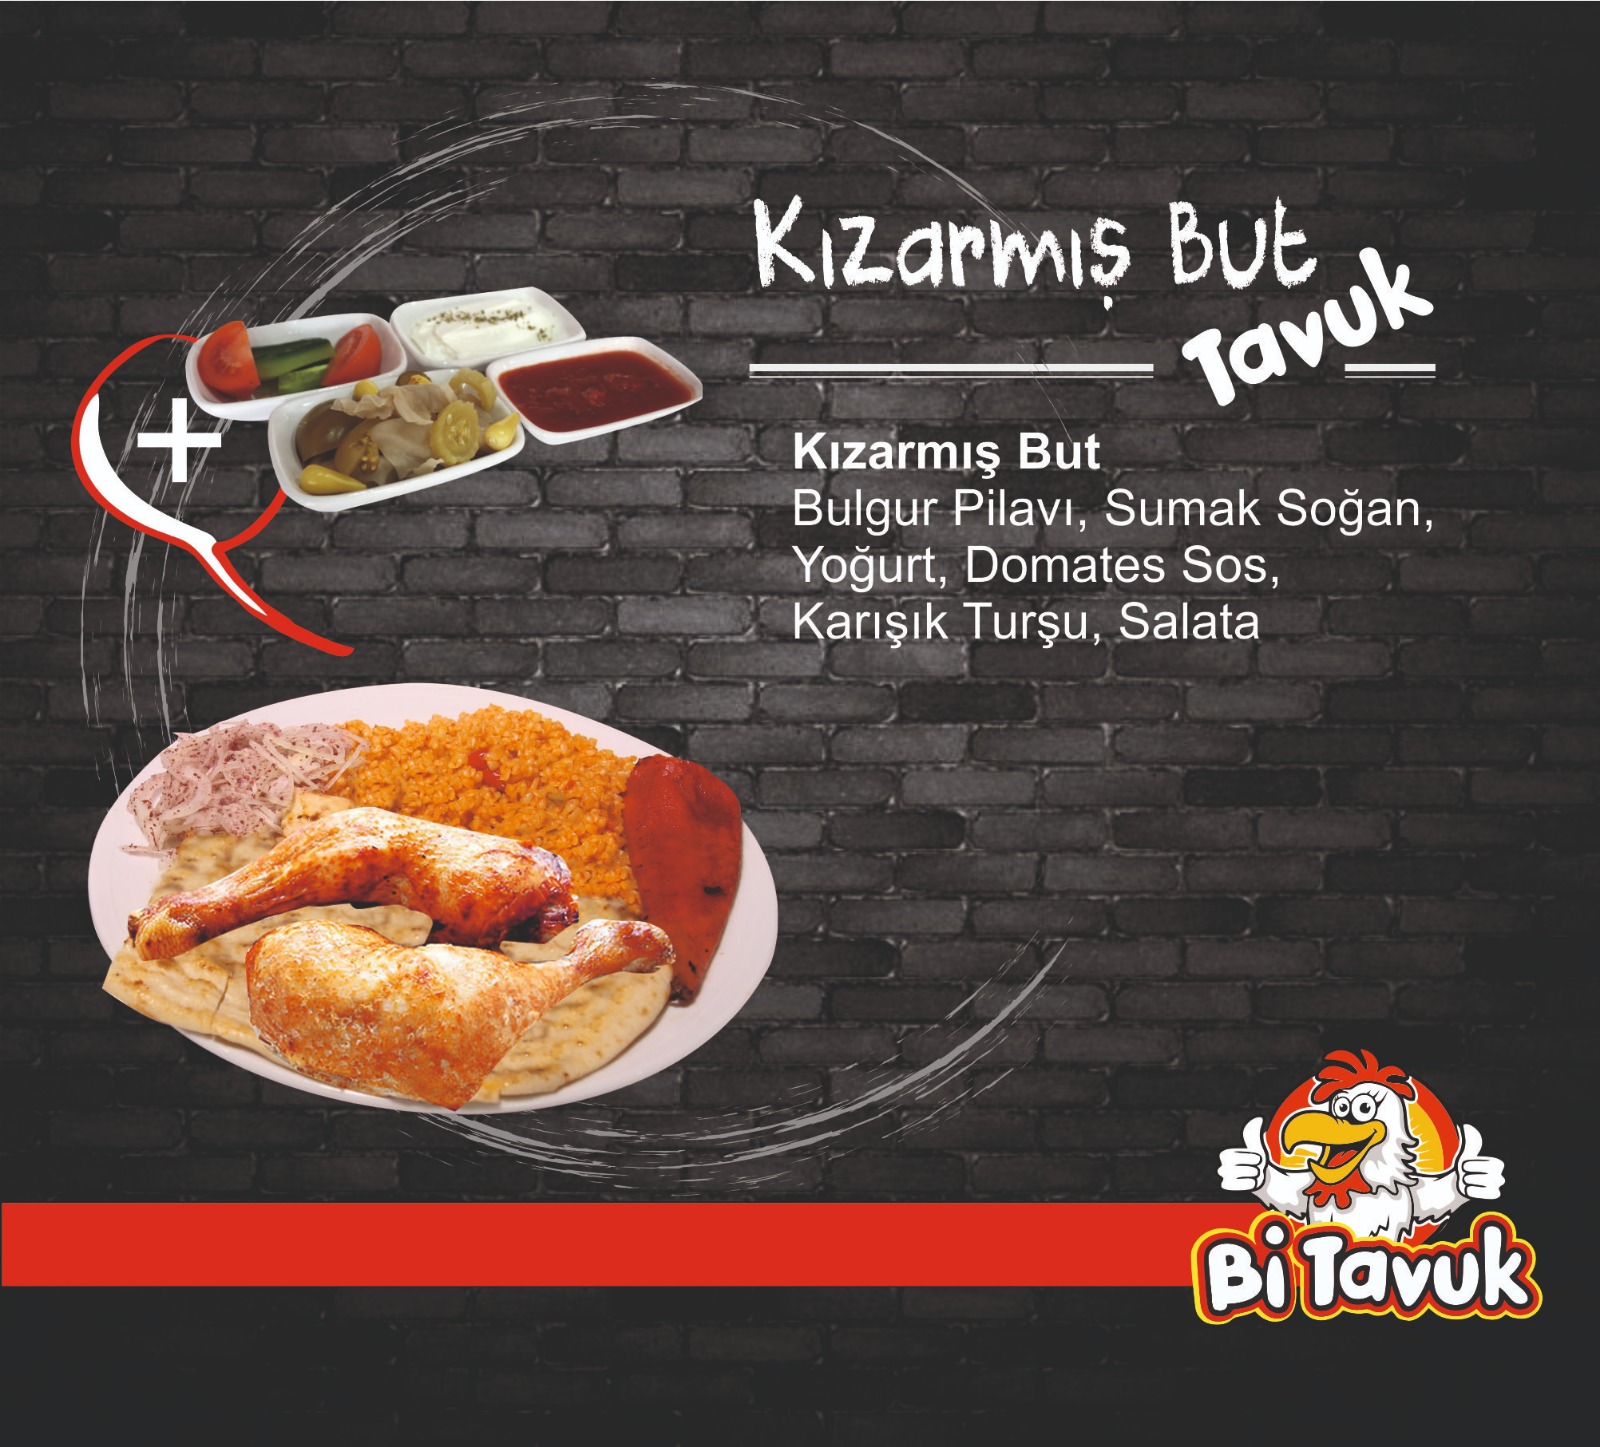 Kızarmış But
Tavuk
Kızarmış But
Bulgur Pilavı, Sumak Soğan,
Yoğurt, Domates Sos,
Karışık Turşu, Salata
Bi Tavuk